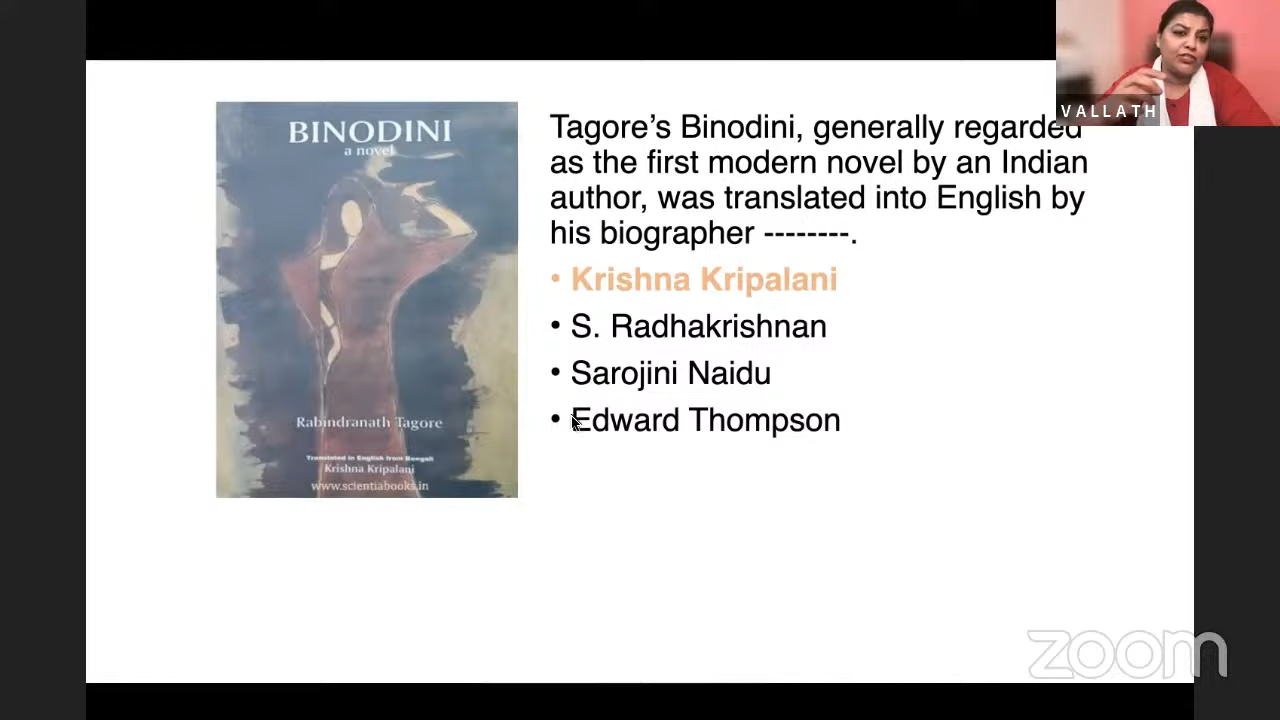 BINODINI
a novel
Rabindranath Tagore
Translated in English from Bengali
Krishna Kripalani
www.scientiabooks.in
Tagore’s Binodini, generally regarded
as the first modern novel by an Indian
author, was translated into English by
his biographer --------.
• Krishna Kripalani
• S. Radhakrishnan
• Sarojini Naidu
• Edward Thompson
VALLATH
zoom